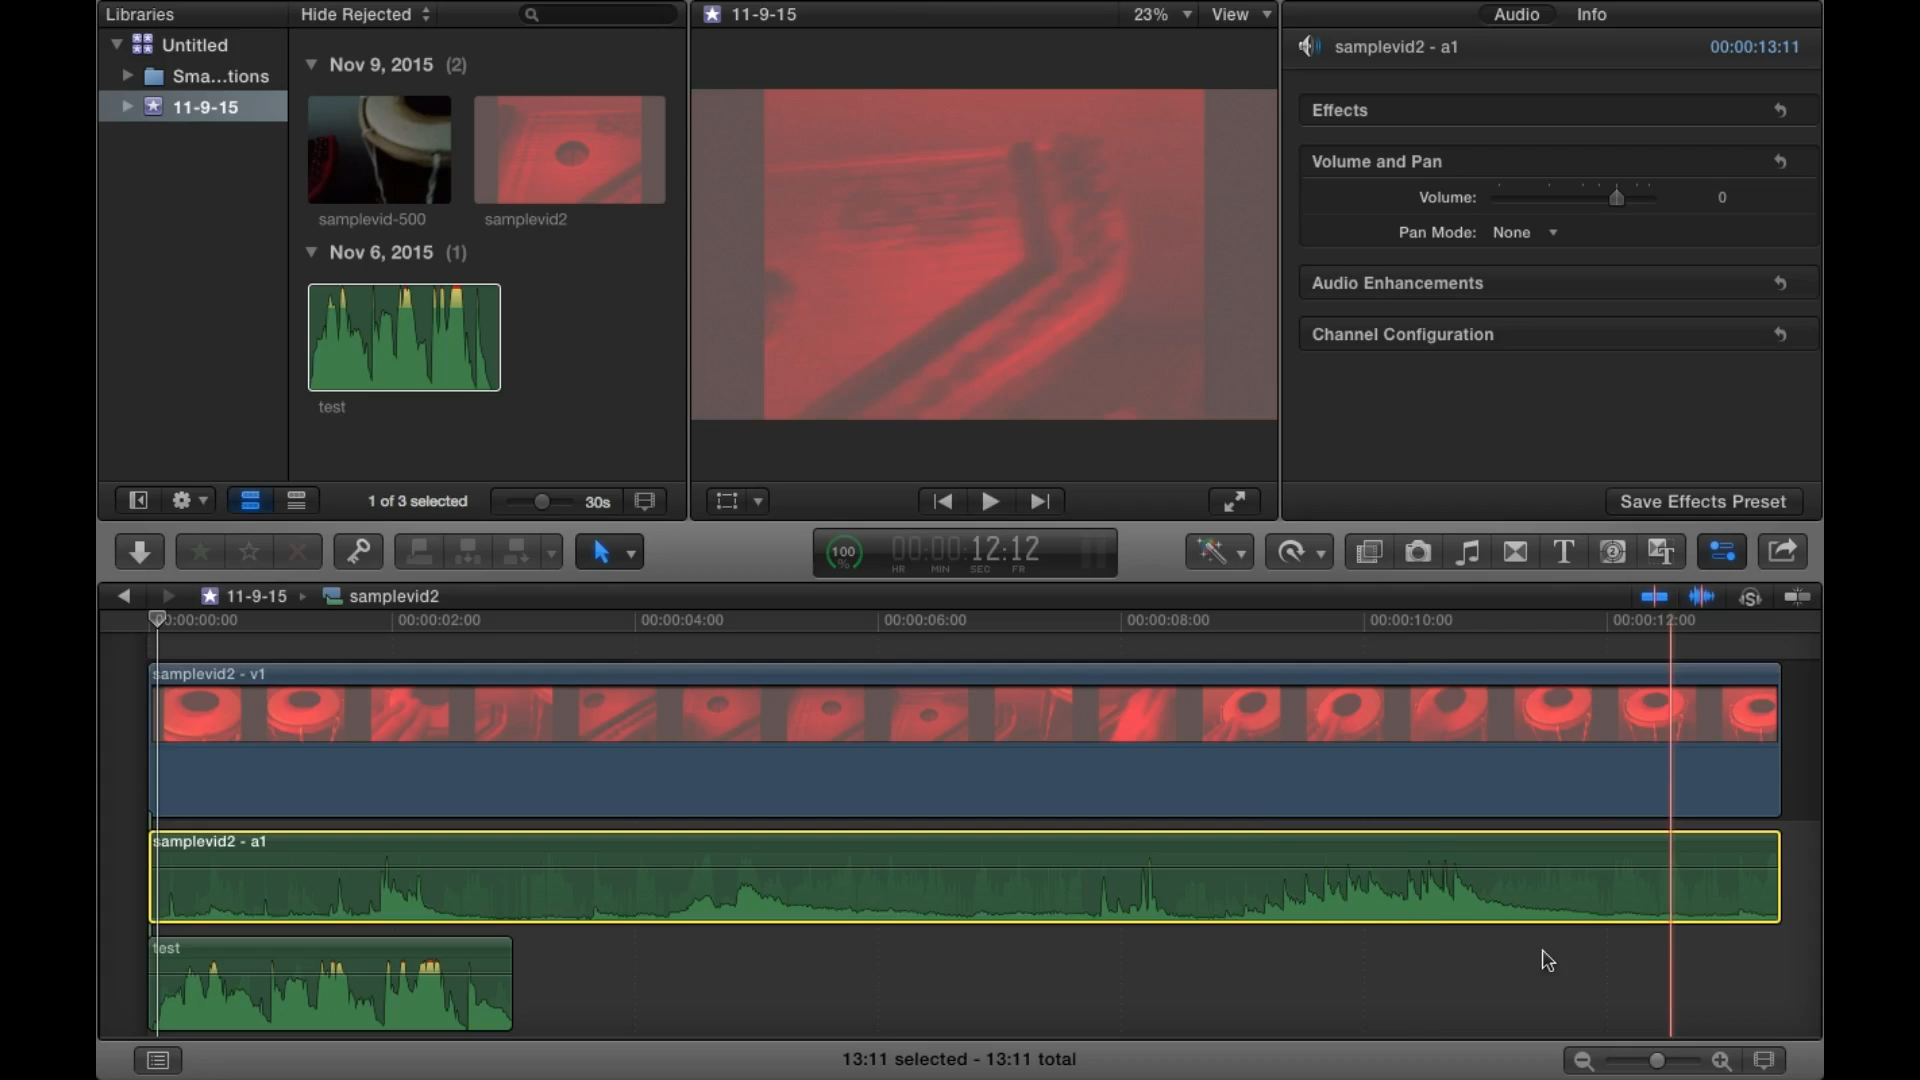 Libraries
Hide Rejected
11-9-15
23%
View
Audio
Info
Untitled
Sma...tions
11-9-15
Nov 9, 2015 (2)
samplevid-500
samplevid2
Nov 6, 2015 (1)
test
samplevid2 - a1
00:00:13:11
Effects
Volume and Pan
Volume:
0
Pan Mode: None
Audio Enhancements
Channel Configuration
1 of 3 selected
30s
Save Effects Preset
100
%
00:00:12:12
HR MIN SEC FR
11-9-15
samplevid2
00:00:02:00
00:00:04:00
00:00:06:00
00:00:08:00
00:00:10:00
00:00:12:00
samplevid2 - v1
samplevid2 - a1
test
13:11 selected - 13:11 total